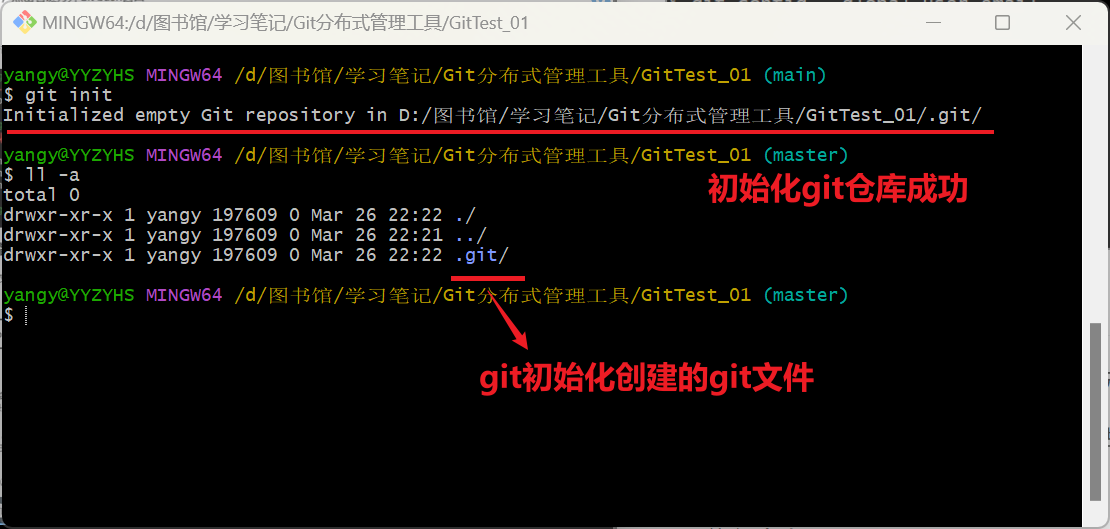 MINGW64:/d/图书馆/学习笔记/Git分布式管理工具/GitTest_01
yangy@YYZYHS MINGW64 /d/图书馆/学习笔记/Git分布式管理工具/GitTest_01 (main)
$ git init
Initialized empty Git repository in D:/图书馆/学习笔记/Git分布式管理工具/GitTest_01/.git/
yangy@YYZYHS MINGW64 /d/图书馆/学习笔记/Git分布式管理工具/GitTest_01 (master)
$ ll -a
初始化git仓库成功
total 0
drwxr-xr-x 1 yangy 197609 0 Mar 26 22:22 ./
drwxr-xr-x 1 yangy 197609 0 Mar 26 22:21 ../
drwxr-xr-x 1 yangy 197609 0 Mar 26 22:22 .git/
yangy@YYZYHS MINGW64 /d/图书馆/学习笔记/Git分布式管理工具/GitTest_01 (master)
$
git初始化创建的git文件